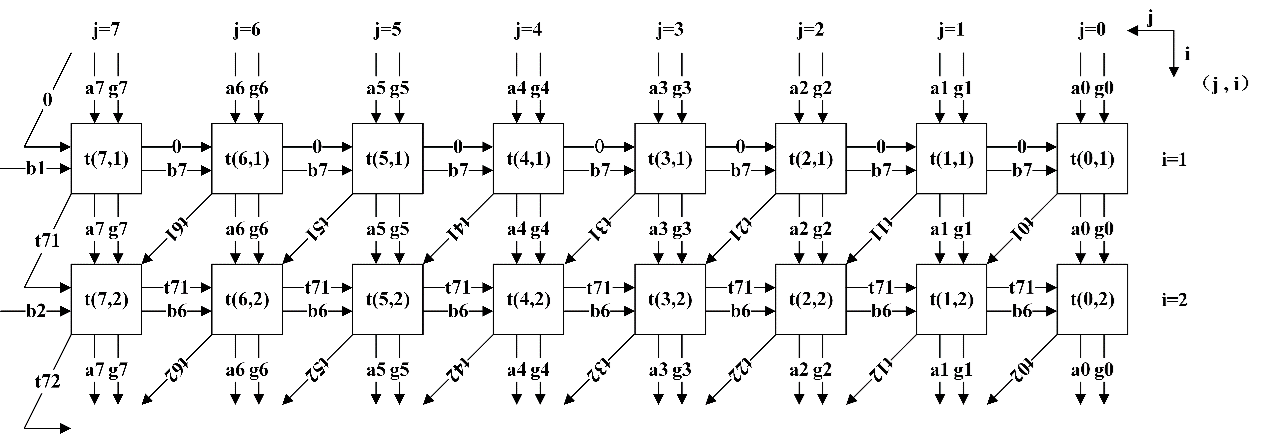 j=7 j=6 j=5 j=4 j=3 j=2 j=1 j=0 j
i
(j,i)
a7 g7 a6 g6 a5 g5 a4 g4 a3 g3 a2 g2 a1 g1 a0 g0
0
t(7,1) 0 t(6,1) 0 t(5,1) 0 t(4,1) 0 t(3,1) 0 t(2,1) 0 t(1,1) 0 t(0,1) i=1
b1 b7 b7 b7 b7 b7 b7 b7
t71 a7 g7 t61 a6 g6 t51 a5 g5 t41 a4 g4 t31 a3 g3 t21 a2 g2 t11 a1 g1 t01 a0 g0
t(7,2) t71 t(6,2) t71 t(5,2) t71 t(4,2) t71 t(3,2) t71 t(2,2) t71 t(1,2) t71 t(0,2) i=2
b2 b6 b6 b6 b6 b6 b6 b6
t72 a7 g7 t62 a6 g6 t52 a5 g5 t42 a4 g4 t32 a3 g3 t22 a2 g2 t12 a1 g1 t02 a0 g0